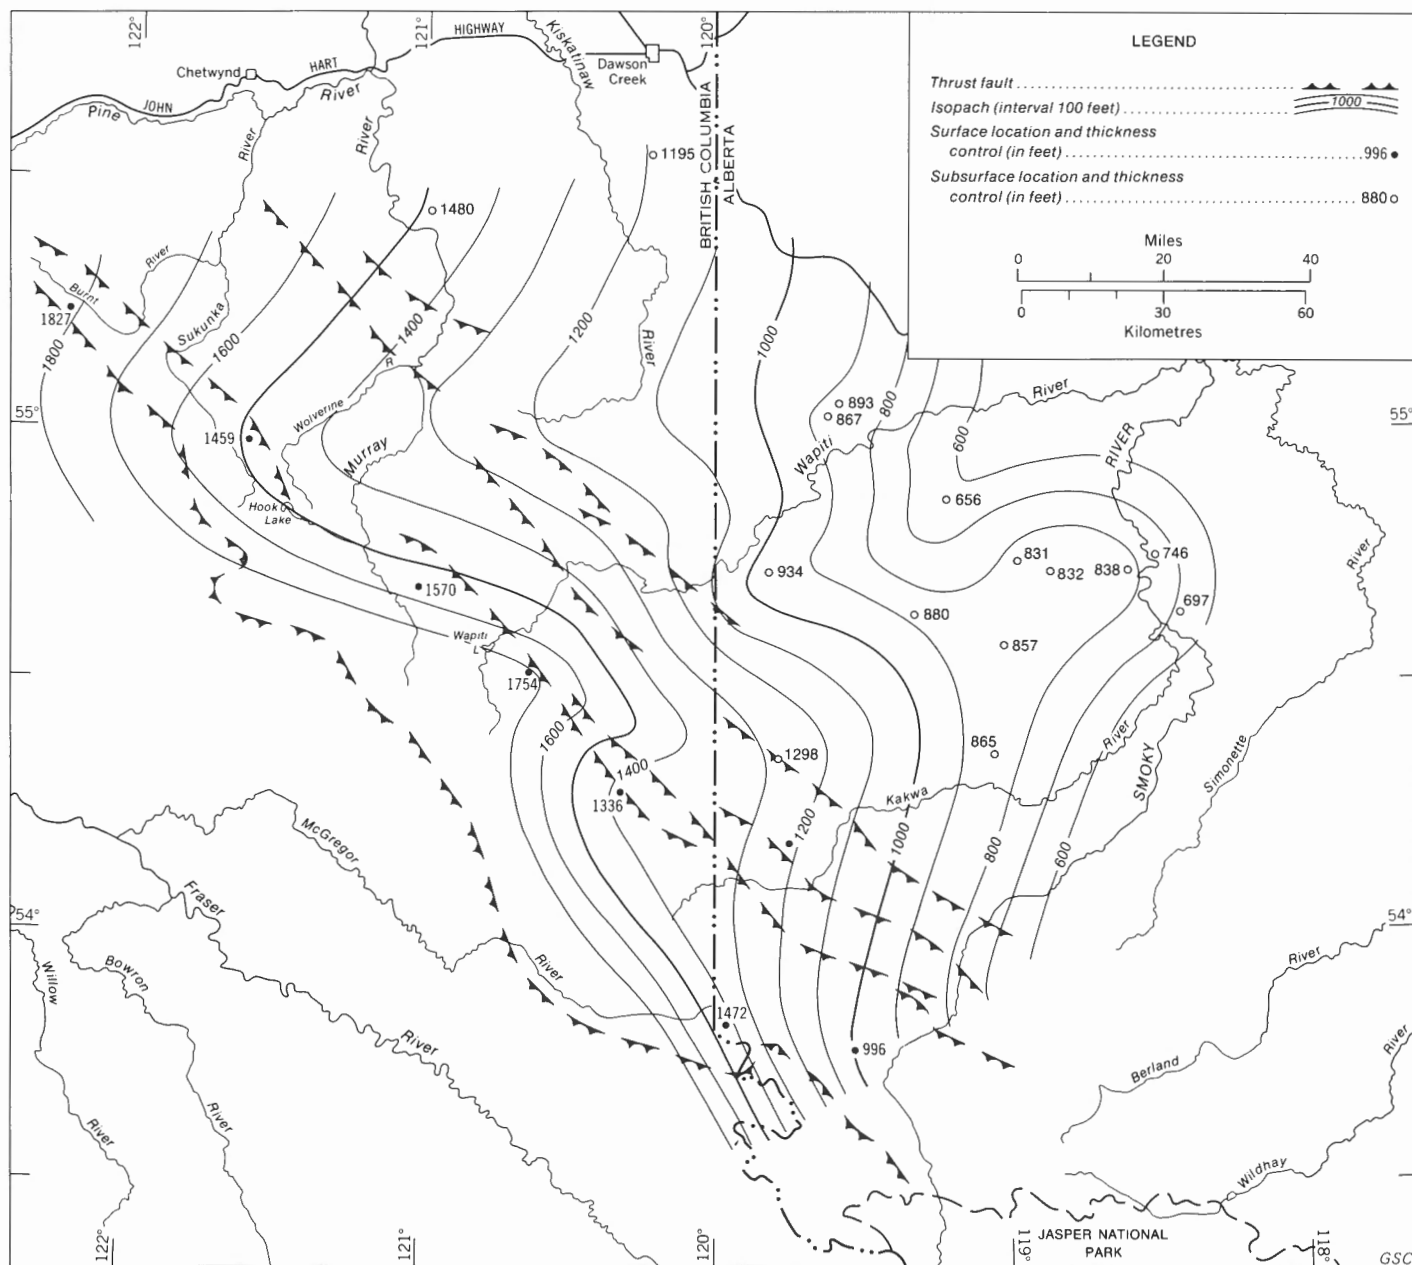 122°
121°
120°
HIGHWAY
Kiskatinaw
Dawson
Creek
Chetwynd
HART
JOHN
Pine
River
River
River
BRITISH COLUMBIA
ALBERTA
LEGEND
Thrust fault
Isopach (interval 100 feet)
1000
Surface location and thickness
control (in feet)
996
Subsurface location and thickness
control (in feet)
880
Miles
0 20 40
0 30 60
Kilometres
1195
1480
River
Burnt
1827
1800
Sukunka
1600
1400
1200
1000
River
R
Wolverine
Murray
1459
Hook
Lake
55°
55°
893
867
800
600
Wapiti
River
RIVER
656
831
832
838
746
697
River
934
880
857
1570
Wapiti
L
1754
1600
1400
1336
1298
865
River
SMOKY
Simonette
Kakwa
1200
1000
800
600
McGregor
Fraser
54°
54°
Willow
Bowron
River
River
River
River
1472
996
Berland
River
River
Wildhay
JASPER NATIONAL
PARK
122°
121°
120°
119°
118°
GSC